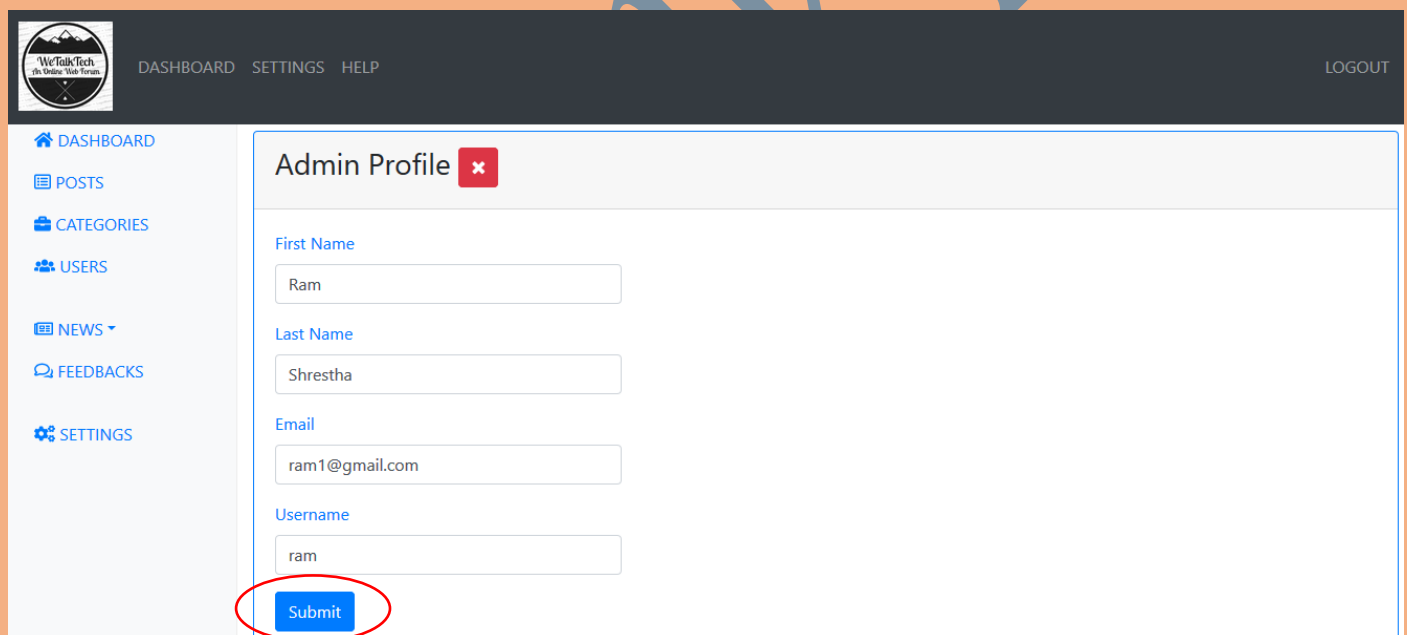 WeTalkTech
An Online Web Forum
DASHBOARD SETTINGS HELP
LOGOUT
DASHBOARD
POSTS
CATEGORIES
USERS
NEWS
FEEDBACKS
SETTINGS
Admin Profile
First Name
Ram
Last Name
Shrestha
Email
ram1@gmail.com
Username
ram
Submit